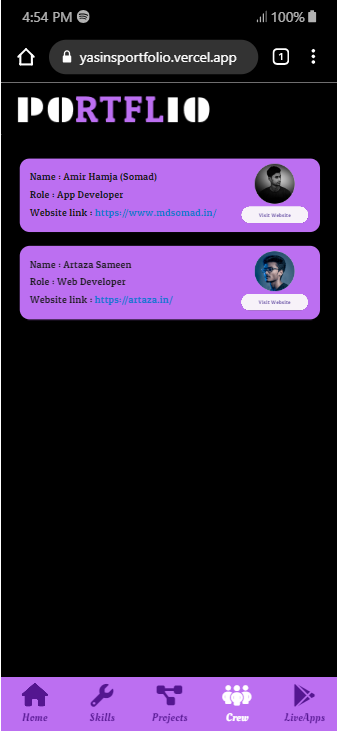 4:54 PM
100%
yasinsportfolio.vercel.app
1
PORTFLIO
Name : Amir Hamja (Somad)
Role : App Developer
Website link : https://www.mdsomad.in/
Visit Website
Name : Artaza Sameen
Role : Web Developer
Website link : https://artaza.in/
Visit Website
Home Skills Projects Crew LiveApps